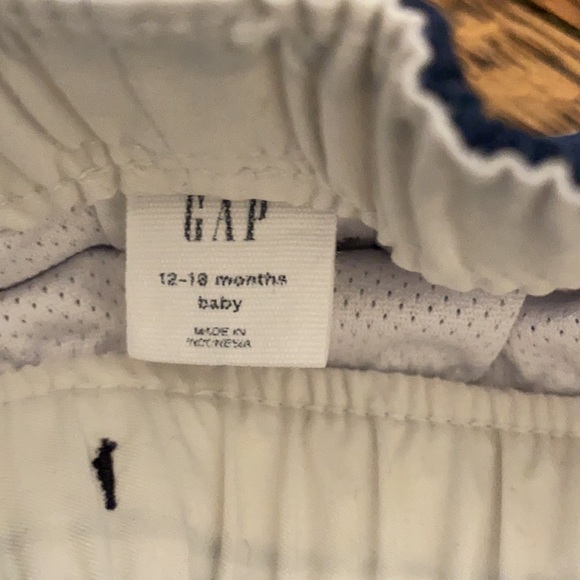 GAP
12-18 months
baby
MADE IN
INDONESIA